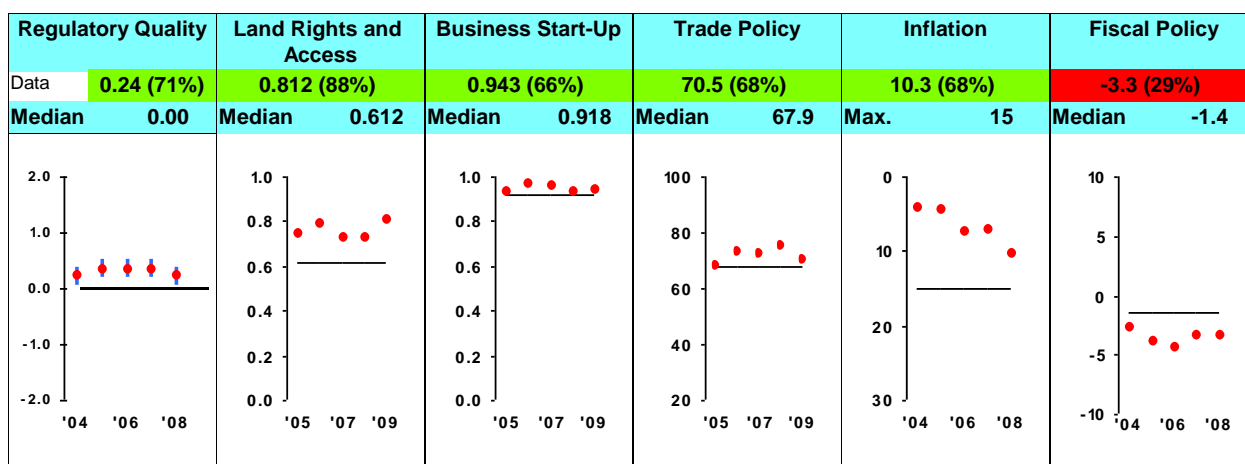 Regulatory Quality
Land Rights and
Access
Business Start-Up
Trade Policy
Inflation
Fiscal Policy
Data 0.24 (71%)
0.812 (88%)
0.943 (66%)
70.5 (68%)
10.3 (68%)
-3.3 (29%)
Median 0.00
Median 0.612
Median 0.918
Median 67.9
Max. 15
Median -1.4
2.0
1.0
0.0
-1.0
-2.0
'04 '06 '08
1.0
0.8
0.6
0.4
0.2
0.0
'05 '07 '09
1.0
0.8
0.6
0.4
0.2
0.0
'05 '07 '09
100
80
60
40
20
'05 '07 '09
0
10
20
30
'04 '06 '08
10
5
0
-5
-10
'04 '06 '08